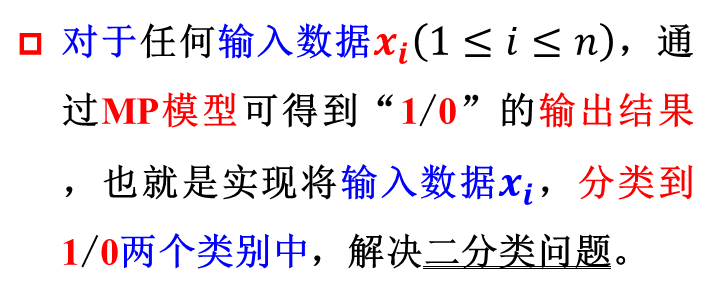 对于任何输入数据xᵢ(1 ≤ i ≤ n)，通
过MP模型可得到“1/0”的输出结果
，也就是实现将输入数据xᵢ，分类到
1/0两个类别中，解决二分类问题。